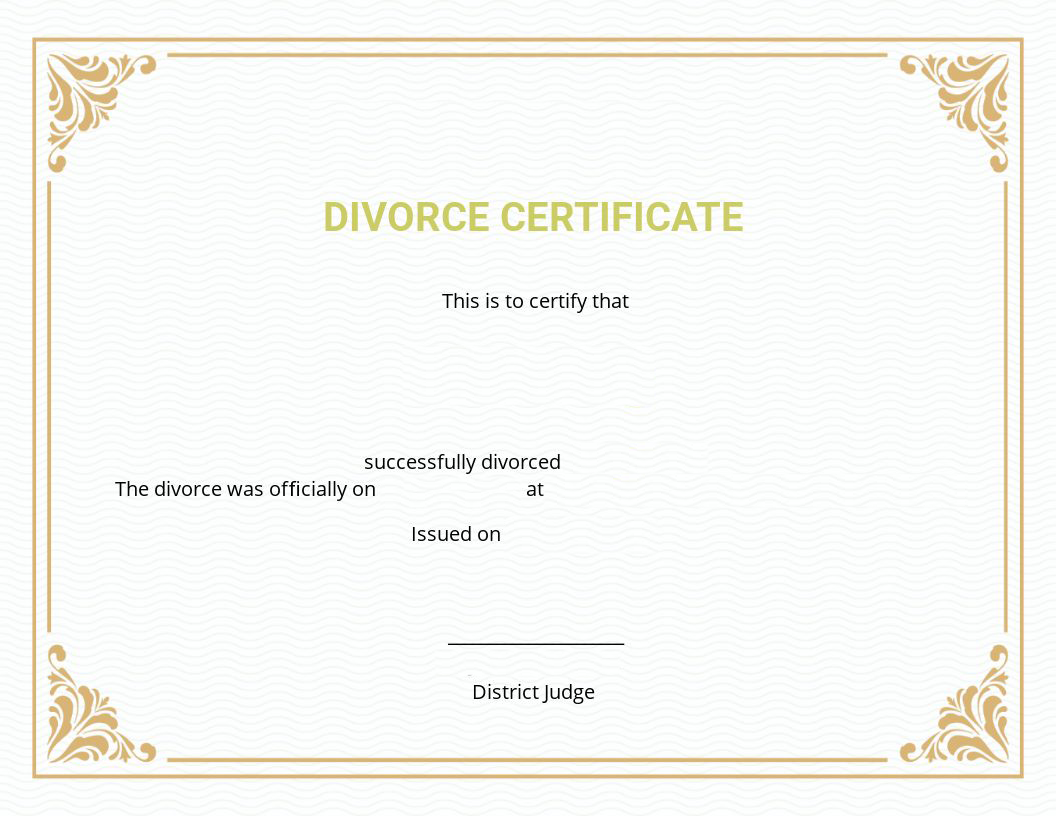 DIVORCE CERTIFICATE
This is to certify that
successfully divorced
The divorce was officially on at
Issued on
District Judge